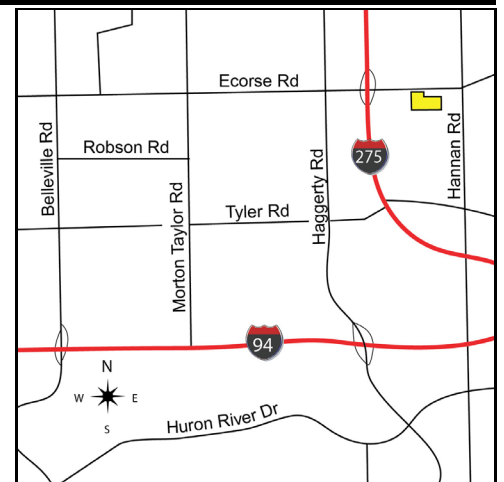 Ecorse Rd
Belleville Rd
Robson Rd
Morton Taylor Rd
Tyler Rd
Haggerty Rd
275
Hannan Rd
94
N
W
E
S
Huron River Dr